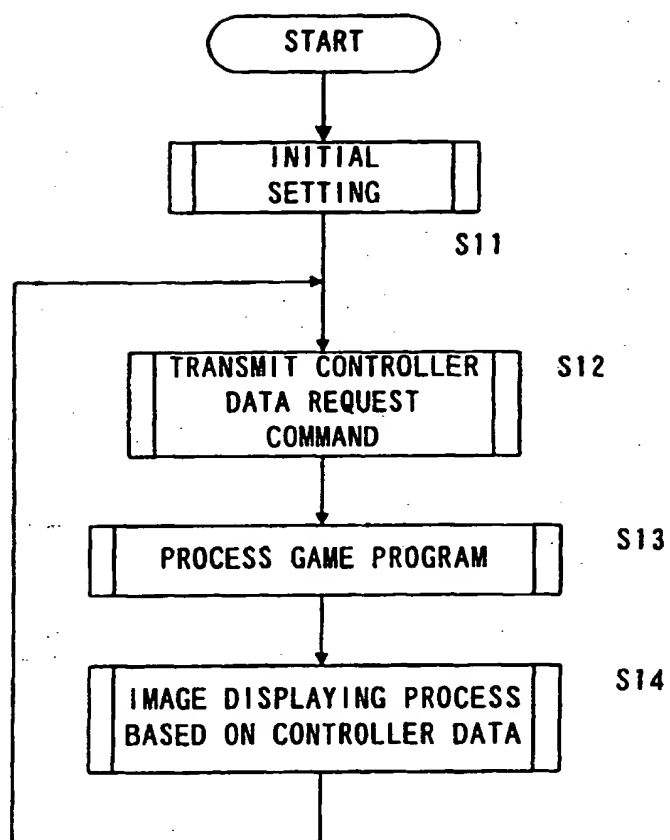 START
INITIAL
SETTING
S11
TRANSMIT CONTROLLER
DATA REQUEST
COMMAND
S12
PROCESS GAME PROGRAM
S13
IMAGE DISPLAYING PROCESS
BASED ON CONTROLLER DATA
S14